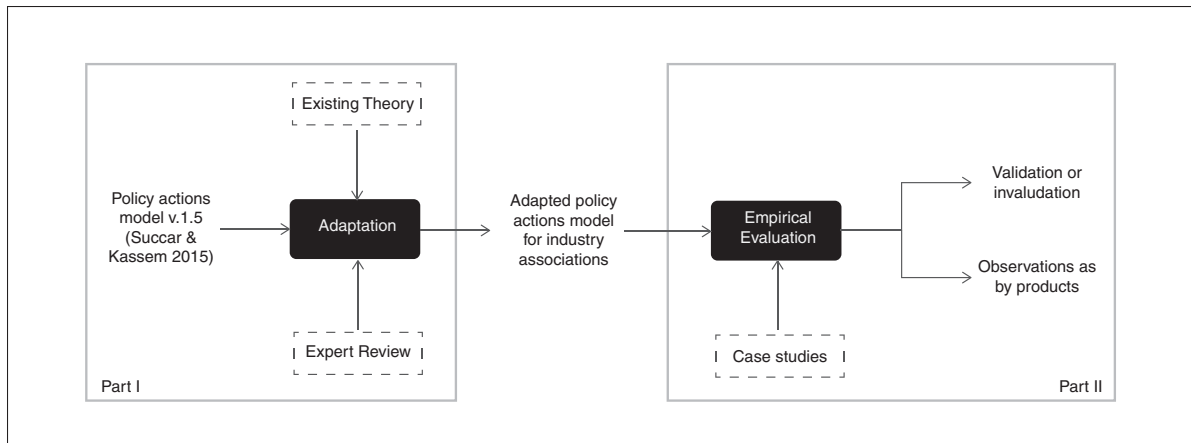 Existing Theory
Policy actions
model v.1.5
(Succar &
Kassem 2015)
Adaptation
Expert Review
Part I
Adapted policy
actions model
for industry
associations
Empirical
Evaluation
Case studies
Validation or
invaludation
Observations as
by products
Part II